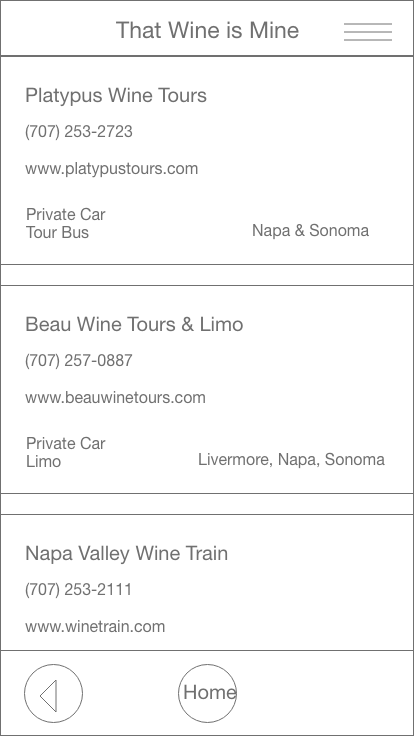 That Wine is Mine
Platypus Wine Tours
(707) 253-2723
www.platypustours.com
Private Car
Tour Bus
Napa & Sonoma
Beau Wine Tours & Limo
(707) 257-0887
www.beauwinetours.com
Private Car
Limo
Livermore, Napa, Sonoma
Napa Valley Wine Train
(707) 253-2111
www.winetrain.com
Home